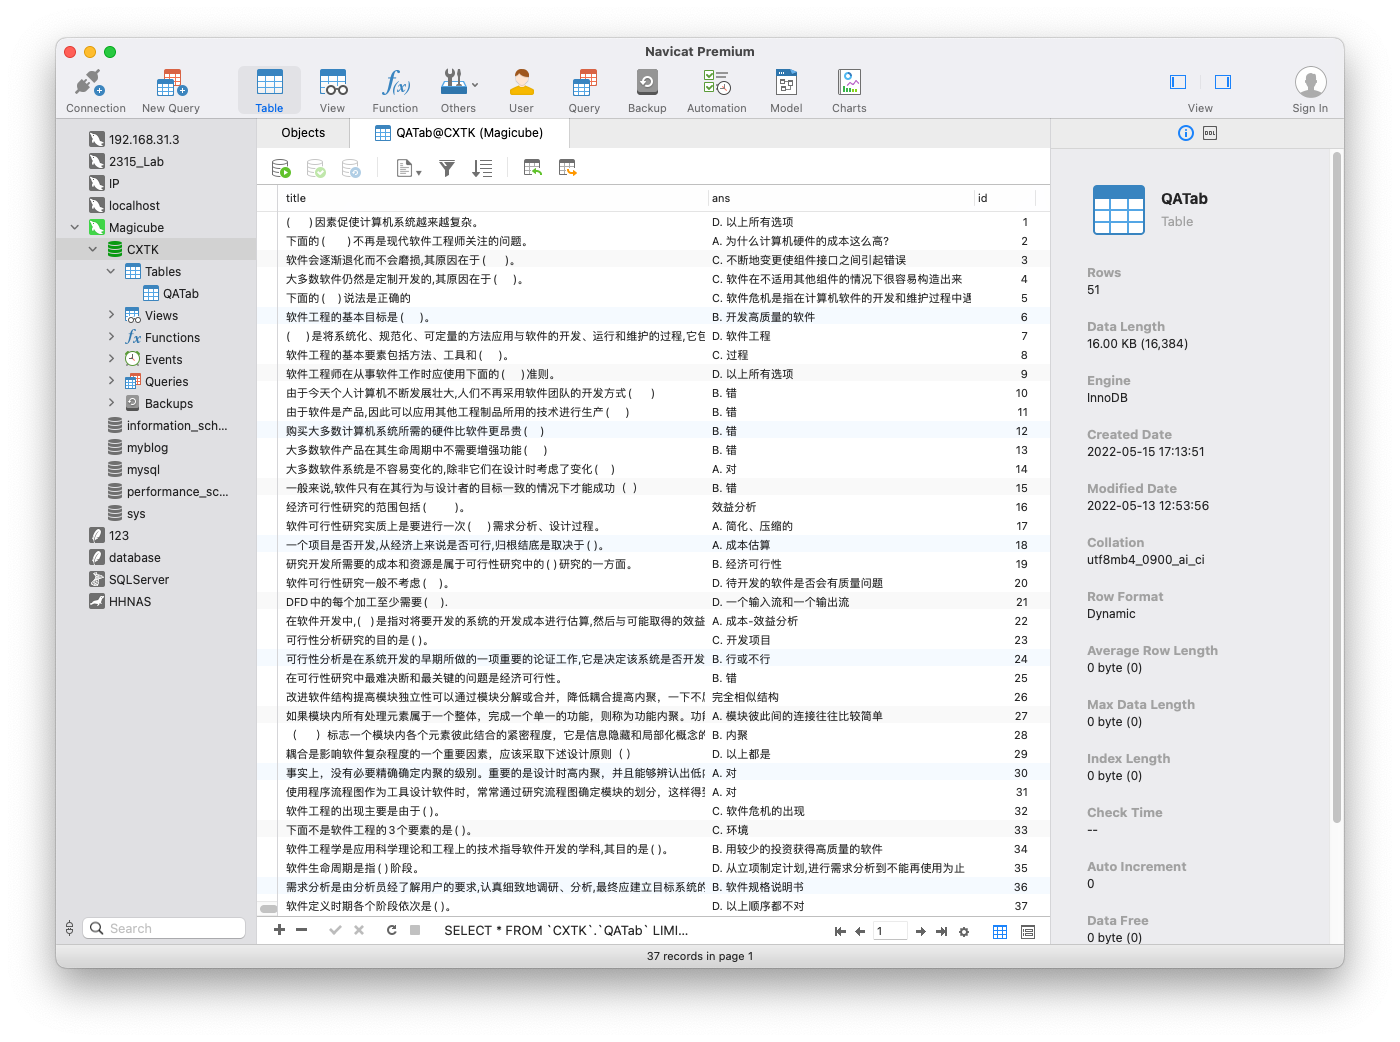 Navicat Premium
Connection
New Query
Table
View
Function
Others
User
Query
Backup
Automation
Model
Charts
View
Sign In
Objects
QATab@CXTK (Magicube)
192.168.31.3
2315_Lab
IP
localhost
Magicube
CXTK
Tables
QATab
Views
Functions
Events
Queries
Backups
information_sch...
myblog
mysql
performance_sc...
sys
123
database
SQLServer
HHNAS
Search
title ans id
( )因素促使计算机系统越来越复杂。 D. 以上所有选项 1
下面的( )不再是现代软件工程师关注的问题。 A. 为什么计算机硬件的成本这么高? 2
软件会逐渐退化而不会磨损,其原因在于( )。 C. 不断地变更使组件接口之间引起错误 3
大多数软件仍然是定制开发的,其原因在于( )。 C. 软件在不适用其他组件的情况下很容易构造出来 4
下面的( )说法是正确的 C. 软件危机是指在计算机软件的开发和维护过程中 5
软件工程的基本目标是( )。 B. 开发高质量的软件 6
( )是将系统化、规范化、可定量的方法应用与软件的开发、运行和维护的过程,它包 D. 软件工程 7
软件工程的基本要素包括方法、工具和( )。 C. 过程 8
软件工程师在从事软件工作时应使用下面的( )准则。 D. 以上所有选项 9
由于今天个人计算机不断发展壮大,人们不再采用软件团队的开发方式( ) B. 错 10
由于软件是产品,因此可以应用其他工程制品所用的技术进行生产( ) B. 错 11
购买大多数计算机系统所需的硬件比软件更昂贵( ) B. 错 12
大多数软件产品在其生命周期中不需要增强功能( ) B. 错 13
大多数软件系统是不容易变化的,除非它们在设计时考虑了变化( ) A. 对 14
一般来说,软件只有在其行为与设计者的目标一致的情况下才能成功 ( ) B. 错 15
经济可行性研究的范围包括( )。 效益分析 16
软件可行性研究实质上是要进行一次( )需求分析、设计过程。 A. 简化、压缩的 17
一个项目是否开发,从经济上来说是否可行,归根结底是取决于( )。 A. 成本估算 18
研究开发所需要的成本和资源是属于可行性研究中的( )研究的一方面。 B. 经济可行性 19
软件可行性研究一般不考虑( )。 D. 待开发的软件是否会有质量问题 20
DFD中的每个加工至少需要( ). D. 一个输入流和一个输出流 21
在软件开发中,( )是指对将要开发的系统的开发成本进行估算,然后与可能取得的效益 A. 成本-效益分析 22
可行性分析研究的目的是( )。 C. 开发项目 23
可行性分析是在系统开发的早期所做的一项重要的论证工作,它是决定该系统是否开发 B. 行或不行 24
在可行性研究中最难决断和最关键的问题是经济可行性。 B. 错 25
改进软件结构提高模块独立性可以通过模块分解或合并，降低耦合提高内聚，一下不 完全相似结构 26
如果模块内所有处理元素属于一个整体，完成一个单一的功能，则称为功能内聚。功 A. 模块彼此间的连接往往比较简单 27
（ ）标志一个模块内各个元素彼此结合的紧密程度，它是信息隐藏和局部化概念的 B. 内聚 28
耦合是影响软件复杂程度的一个重要因素，应该采取下述设计原则（ ） D. 以上都是 29
事实上，没有必要精确确定内聚的级别。重要的是设计时高内聚，并且能够辨认出低 A. 对 30
使用程序流程图作为工具设计软件时，常常通过研究流程图确定模块的划分，这样得 A. 对 31
软件工程的出现主要是由于( )。 C. 软件危机的出现 32
下面不是软件工程的3个要素的是( )。 C. 环境 33
软件工程学是应用科学理论和工程上的技术指导软件开发的学科,其目的是( )。 B. 用较少的投资获得高质量的软件 34
软件生命周期是指( )阶段。 D. 从立项制定计划,进行需求分析到不能再使用为止 35
需求分析是由分析员经了解用户的要求,认真细致地调研、分析,最终应建立目标系统的 B. 软件规格说明书 36
软件定义时期各个阶段依次是( )。 D. 以上顺序都不对 37
SELECT * FROM `CXTK`.`QATab` LIMI...
1
37 records in page 1
DDL
QATab
Table
Rows
51
Data Length
16.00 KB (16,384)
Engine
InnoDB
Created Date
2022-05-15 17:13:51
Modified Date
2022-05-13 12:53:56
Collation
utf8mb4_0900_ai_ci
Row Format
Dynamic
Average Row Length
0 byte (0)
Max Data Length
0 byte (0)
Index Length
0 byte (0)
Check Time
--
Auto Increment
0
Data Free
0 byte (0)